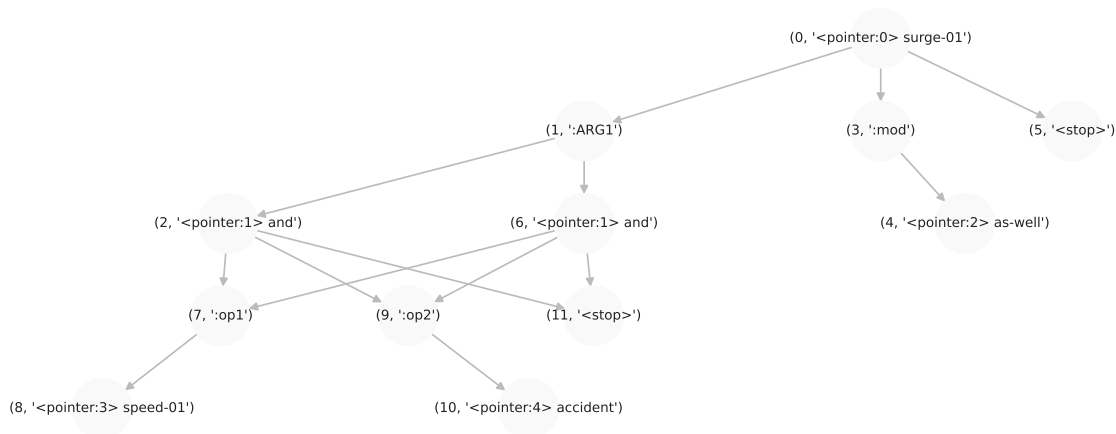 (0, '<pointer:0> surge-01')
(1, ':ARG1')
(3, ':mod')
(5, '<stop>')
(2, '<pointer:1> and')
(6, '<pointer:1> and')
(4, '<pointer:2> as-well')
(7, ':op1')
(9, ':op2')
(11, '<stop>')
(8, '<pointer:3> speed-01')
(10, '<pointer:4> accident')